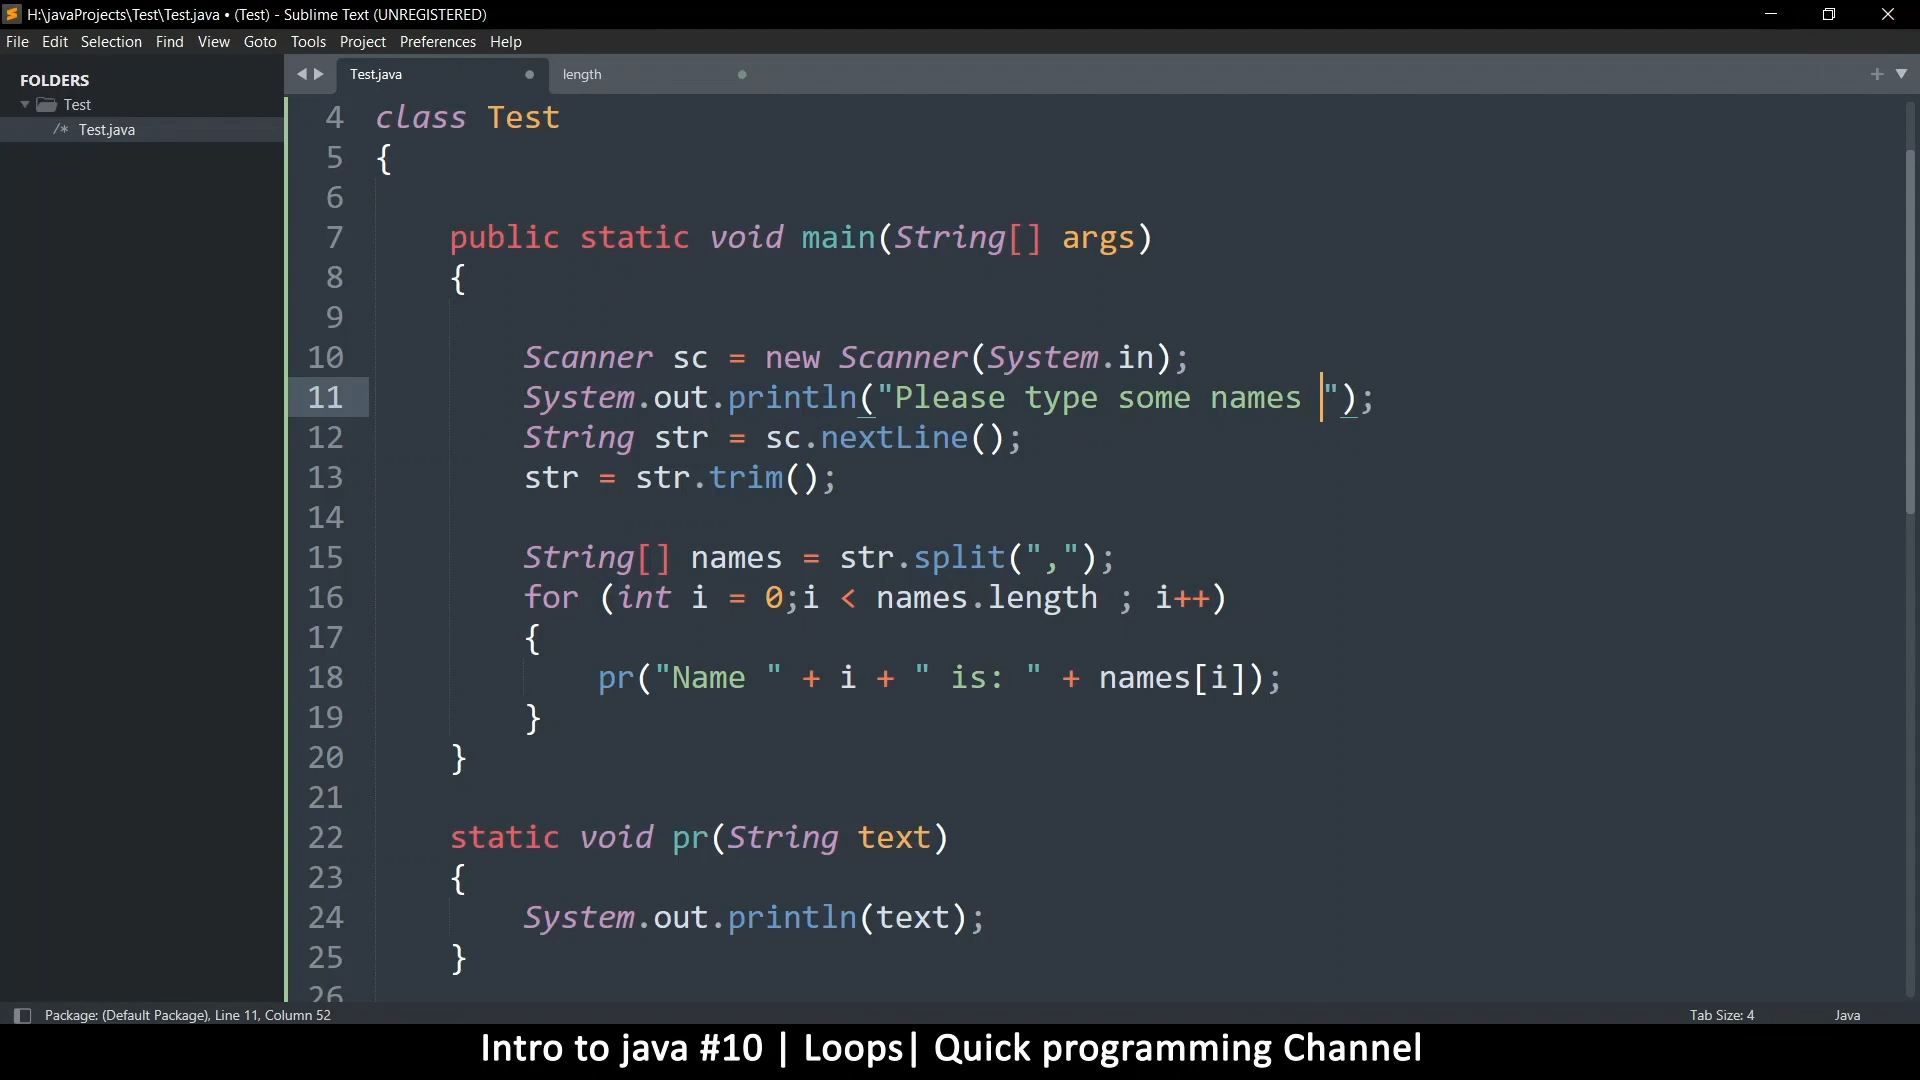 H:\javaProjects\Test\Test.java • (Test) - Sublime Text (UNREGISTERED)
File Edit Selection Find View Goto Tools Project Preferences Help
FOLDERS
Test
/* Test.java
Test.java
length
4 class Test
5 {
6
7 public static void main(String[] args)
8 {
9
10 Scanner sc = new Scanner(System.in);
11 System.out.println("Please type some names ");
12 String str = sc.nextLine();
13 str = str.trim();
14
15 String[] names = str.split(",");
16 for (int i = 0;i < names.length ; i++)
17 {
18 pr("Name " + i + " is: " + names[i]);
19 }
20 }
21
22 static void pr(String text)
23 {
24 System.out.println(text);
25 }
26
Package: (Default Package), Line 11, Column 52
Tab Size: 4
Java
Intro to java #10 | Loops| Quick programming Channel